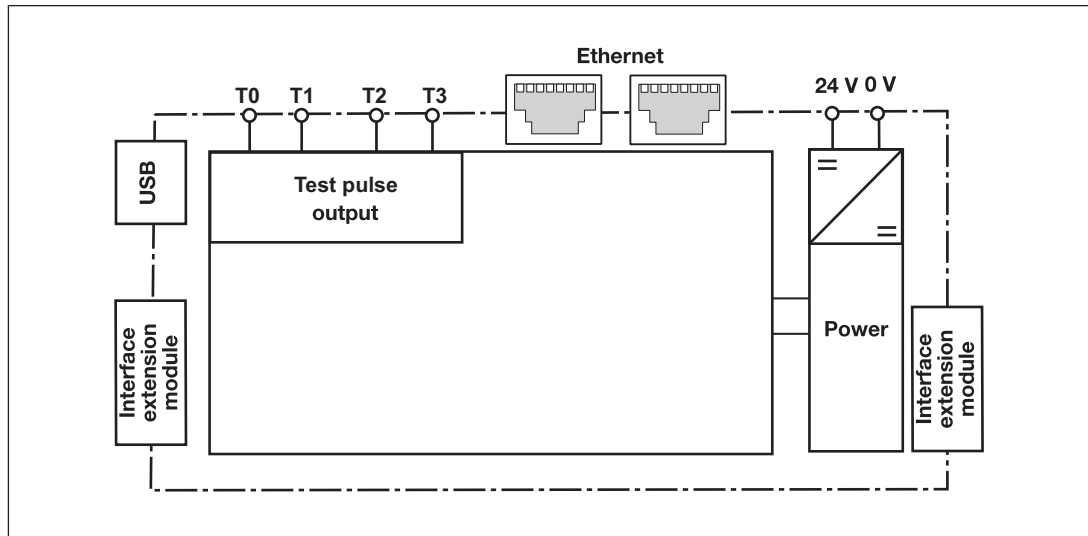 Ethernet
T0 T1 T2 T3
24 V 0 V
USB
Test pulse
output
Interface
extension
module
Power
Interface
extension
module